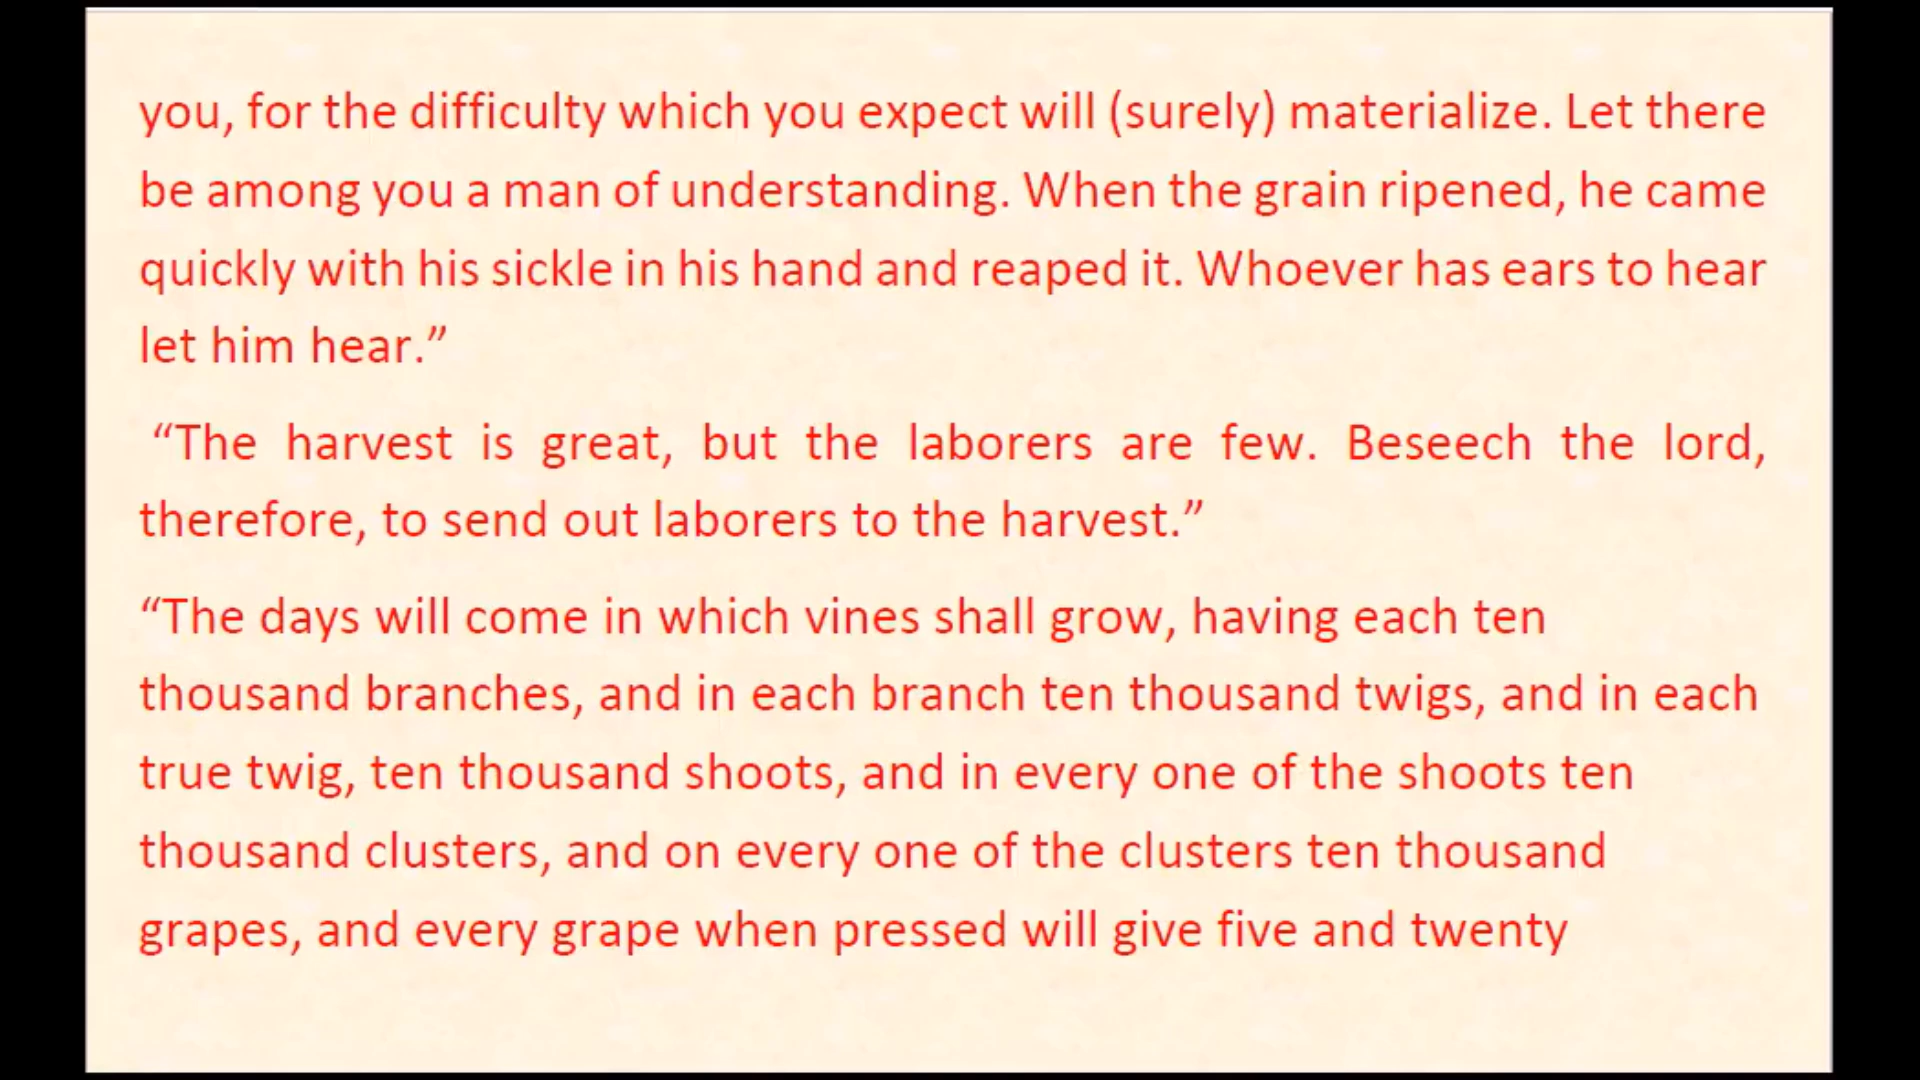 you, for the difficulty which you expect will (surely) materialize. Let there
be among you a man of understanding. When the grain ripened, he came
quickly with his sickle in his hand and reaped it. Whoever has ears to hear
let him hear.”
“The harvest is great, but the laborers are few. Beseech the lord,
therefore, to send out laborers to the harvest.”
“The days will come in which vines shall grow, having each ten
thousand branches, and in each branch ten thousand twigs, and in each
true twig, ten thousand shoots, and in every one of the shoots ten
thousand clusters, and on every one of the clusters ten thousand
grapes, and every grape when pressed will give five and twenty